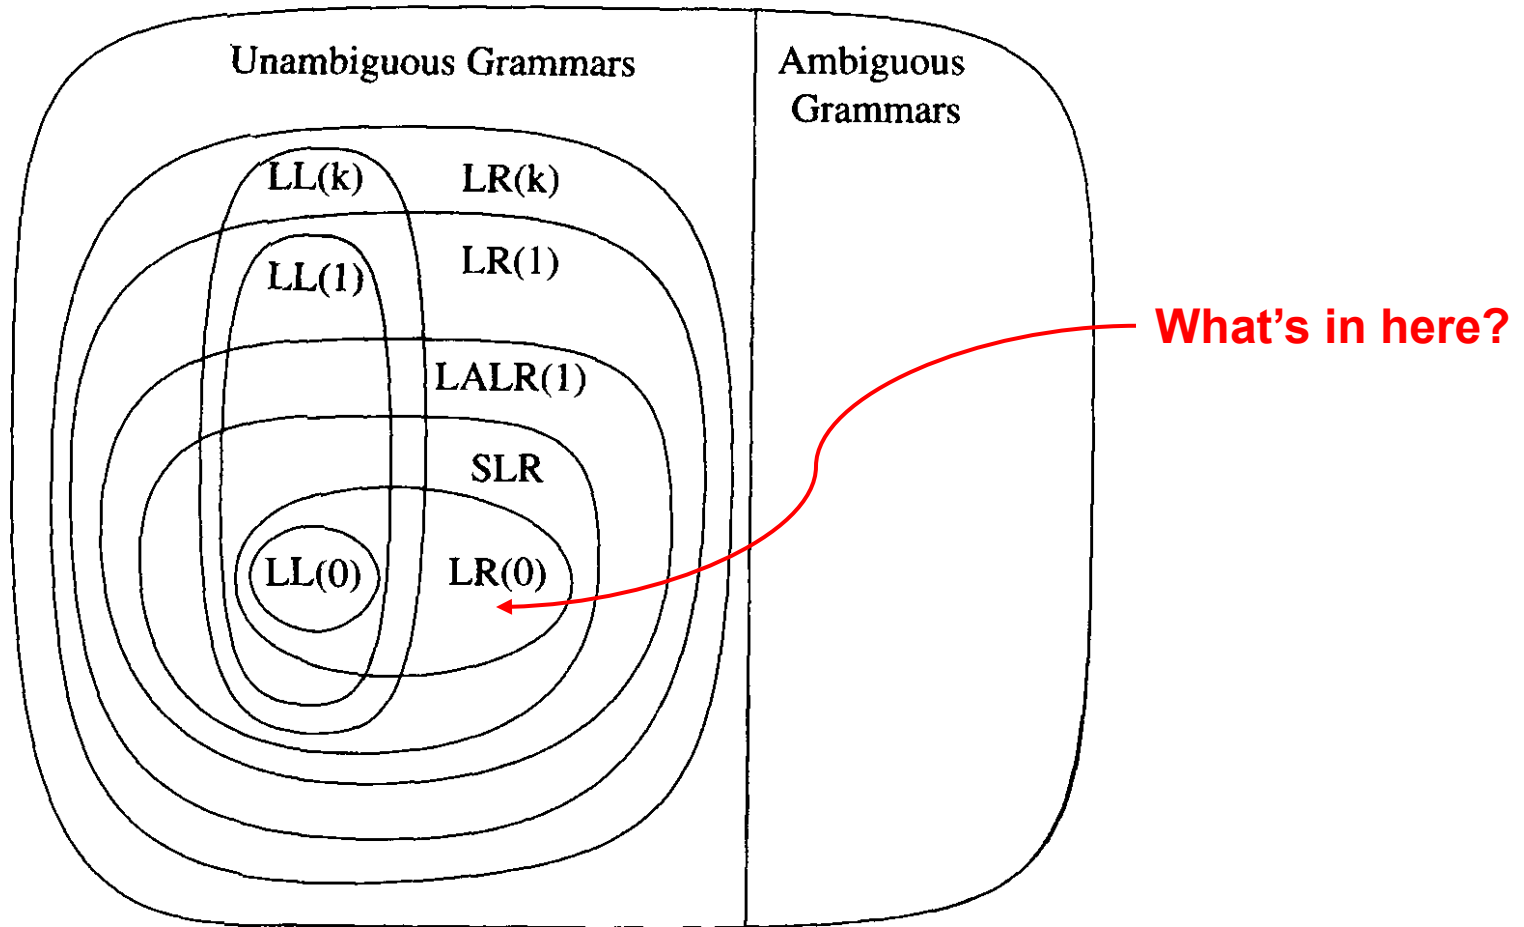 Unambiguous Grammars
Ambiguous
Grammars
LL(k)
LR(k)
LL(1)
LR(1)
What’s in here?
LALR(1)
SLR
LL(0)
LR(0)